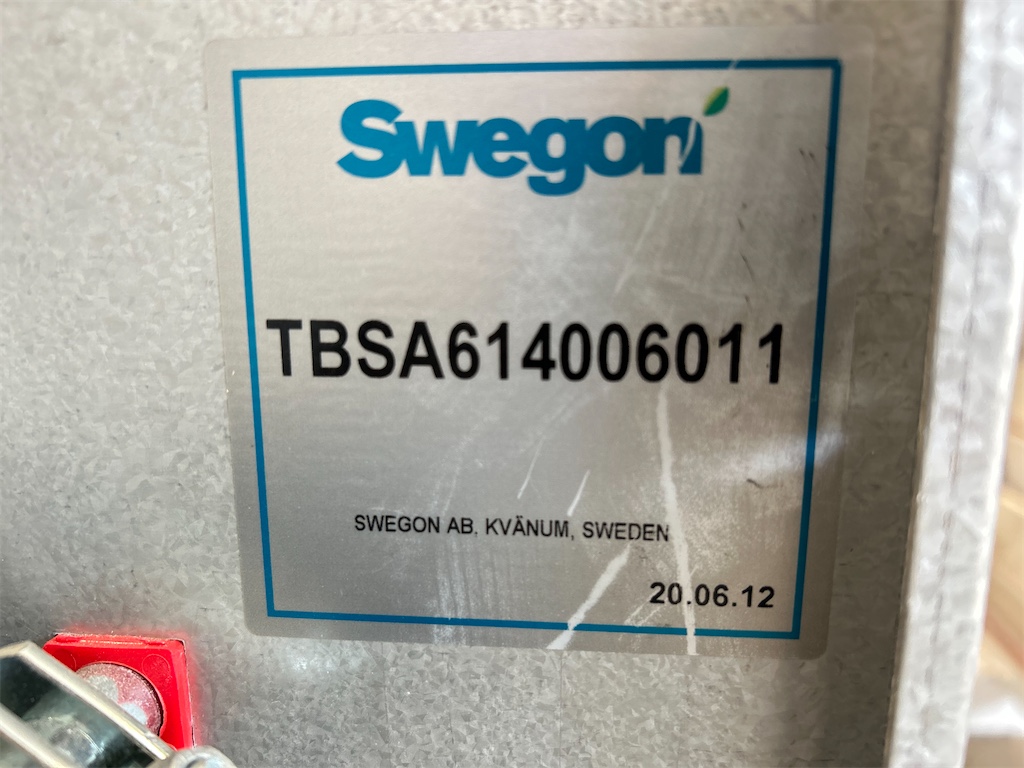 Swegon
TBSA614006011
SWEGON AB, KVÄNUM, SWEDEN
20.06.12